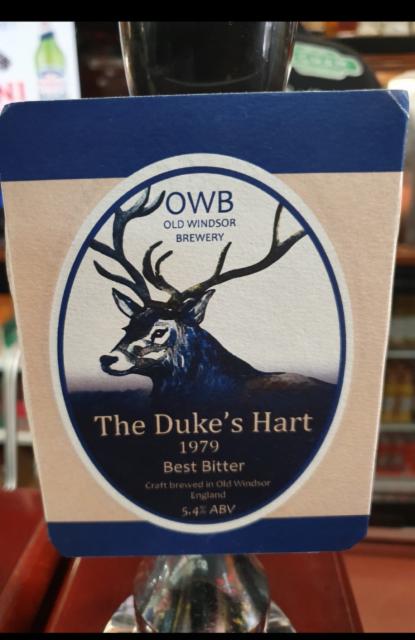 OWB
OLD WINDSOR
BREWERY
The Duke's Hart
1979
Best Bitter
Craft brewed in Old Windsor
England
5.4% ABV